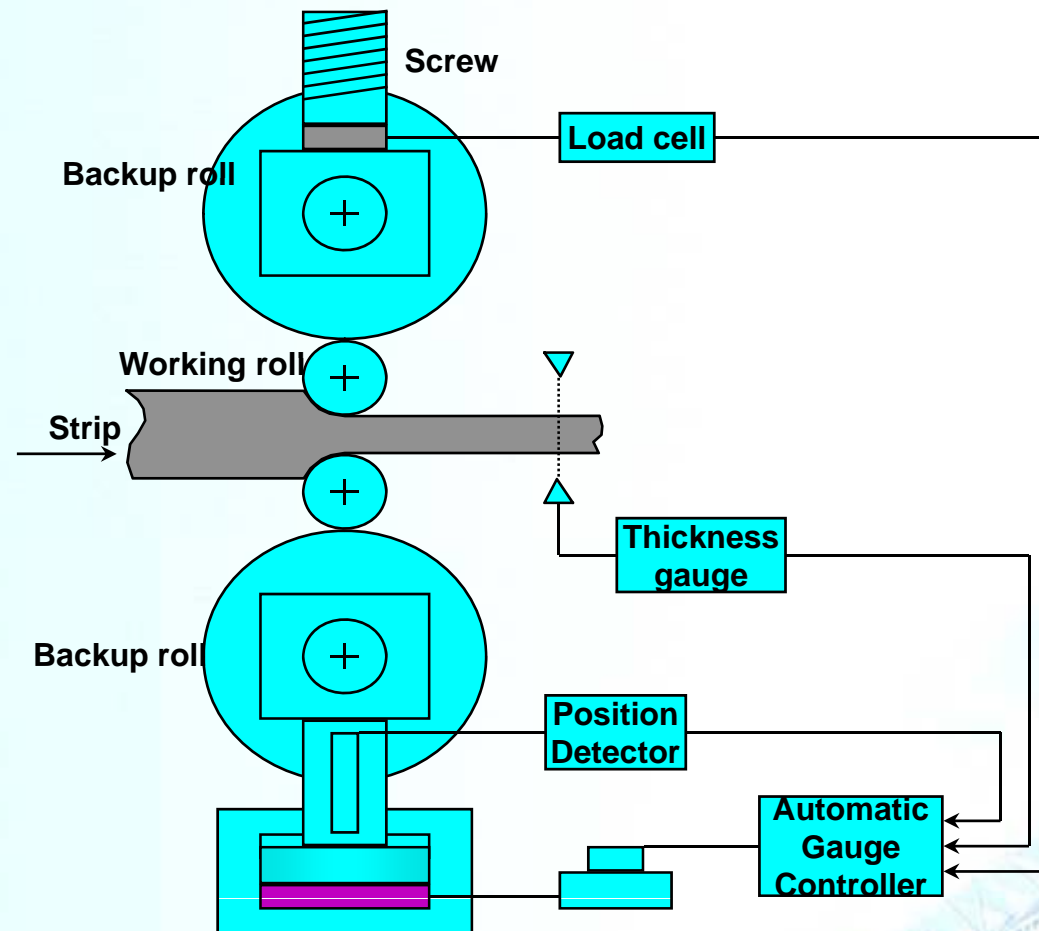 Screw
Load cell
Backup roll
Working roll
Strip
Thickness
gauge
Backup roll
Position
Detector
Automatic
Gauge
Controller